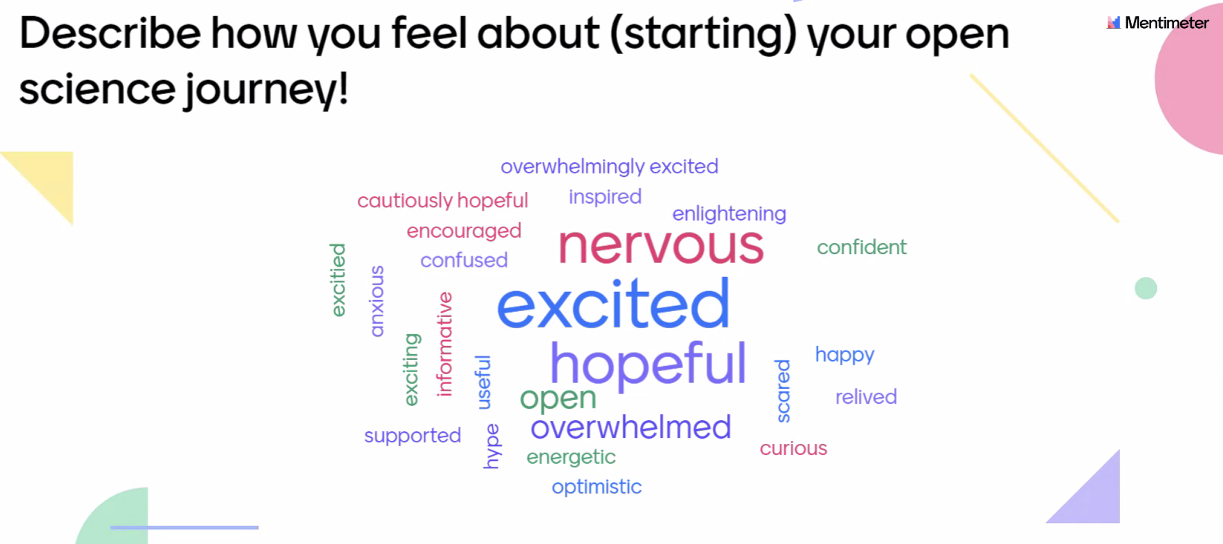 Describe how you feel about (starting) your open
science journey!
Mentimeter
overwhelmingly excited
cautiously hopeful
inspired
enlightening
encouraged
nervous
confident
confused
excitied
anxious
excited
informative
exciting
useful
hopeful
happy
scared
open
relived
supported
hype
overwhelmed
curious
energetic
optimistic